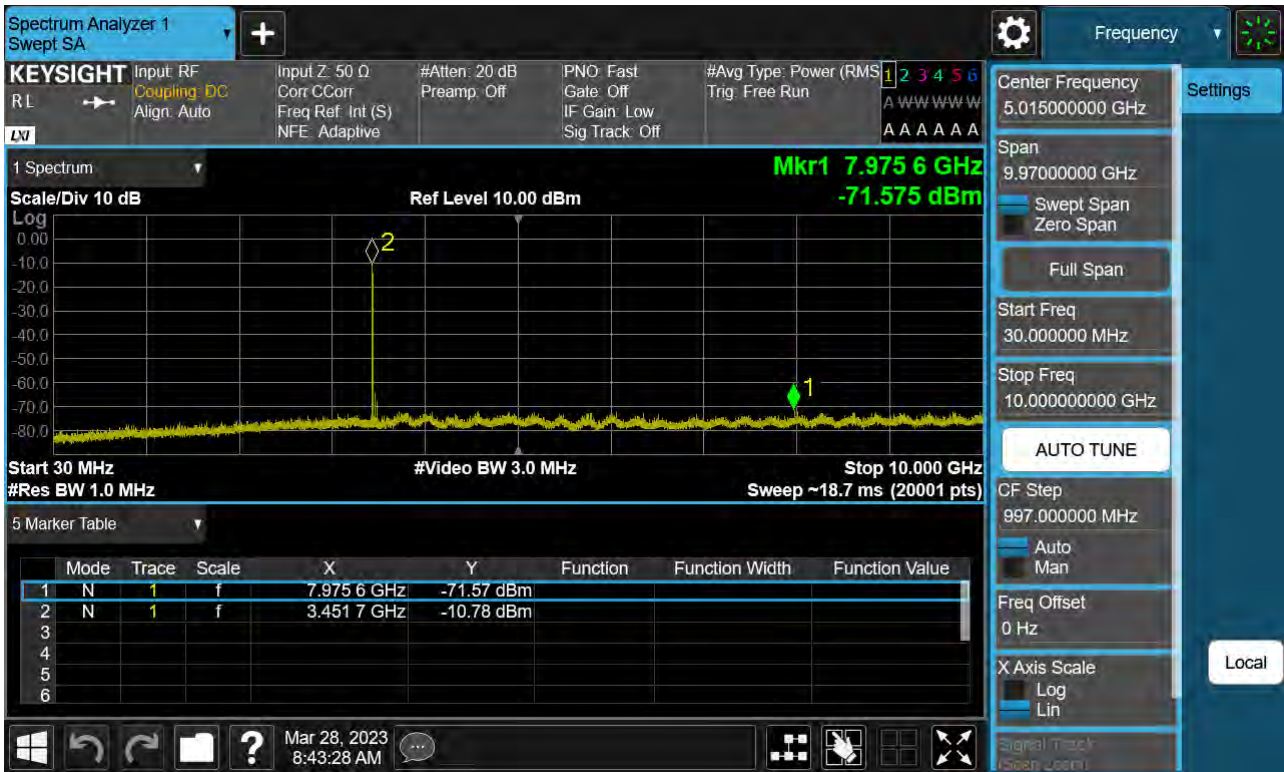 Spectrum Analyzer 1
Swept SA
+
Frequency
KEYSIGHT
RL
LXI
Input: RF
Coupling: DC
Align: Auto
Input Z: 50 Ω
Corr CCorr
Freq Ref: Int (S)
NFE: Adaptive
#Atten: 20 dB
Preamp: Off
PNO: Fast
Gate: Off
IF Gain: Low
Sig Track: Off
#Avg Type: Power (RMS
Trig: Free Run
1 2 3 4 5 6
A W W W W W
A A A A A A
1 Spectrum
Mkr1 7.975 6 GHz
Scale/Div 10 dB
Ref Level 10.00 dBm
-71.575 dBm
Log
0.00
-10.0
-20.0
-30.0
-40.0
-50.0
-60.0
-70.0
-80.0
2
1
Start 30 MHz
#Video BW 3.0 MHz
Stop 10.000 GHz
#Res BW 1.0 MHz
Sweep ~18.7 ms (20001 pts)
5 Marker Table
Mode Trace Scale X Y Function Function Width Function Value
1 N 1 f 7.975 6 GHz -71.57 dBm
2 N 1 f 3.451 7 GHz -10.78 dBm
3
4
5
6
Mar 28, 2023
8:43:28 AM
Center Frequency
5.015000000 GHz
Span
9.97000000 GHz
Swept Span
Zero Span
Full Span
Start Freq
30.000000 MHz
Stop Freq
10.000000000 GHz
AUTO TUNE
CF Step
997.000000 MHz
Auto
Man
Freq Offset
0 Hz
X Axis Scale
Log
Lin
Signal Track
(Span Zoom)
Settings
Local